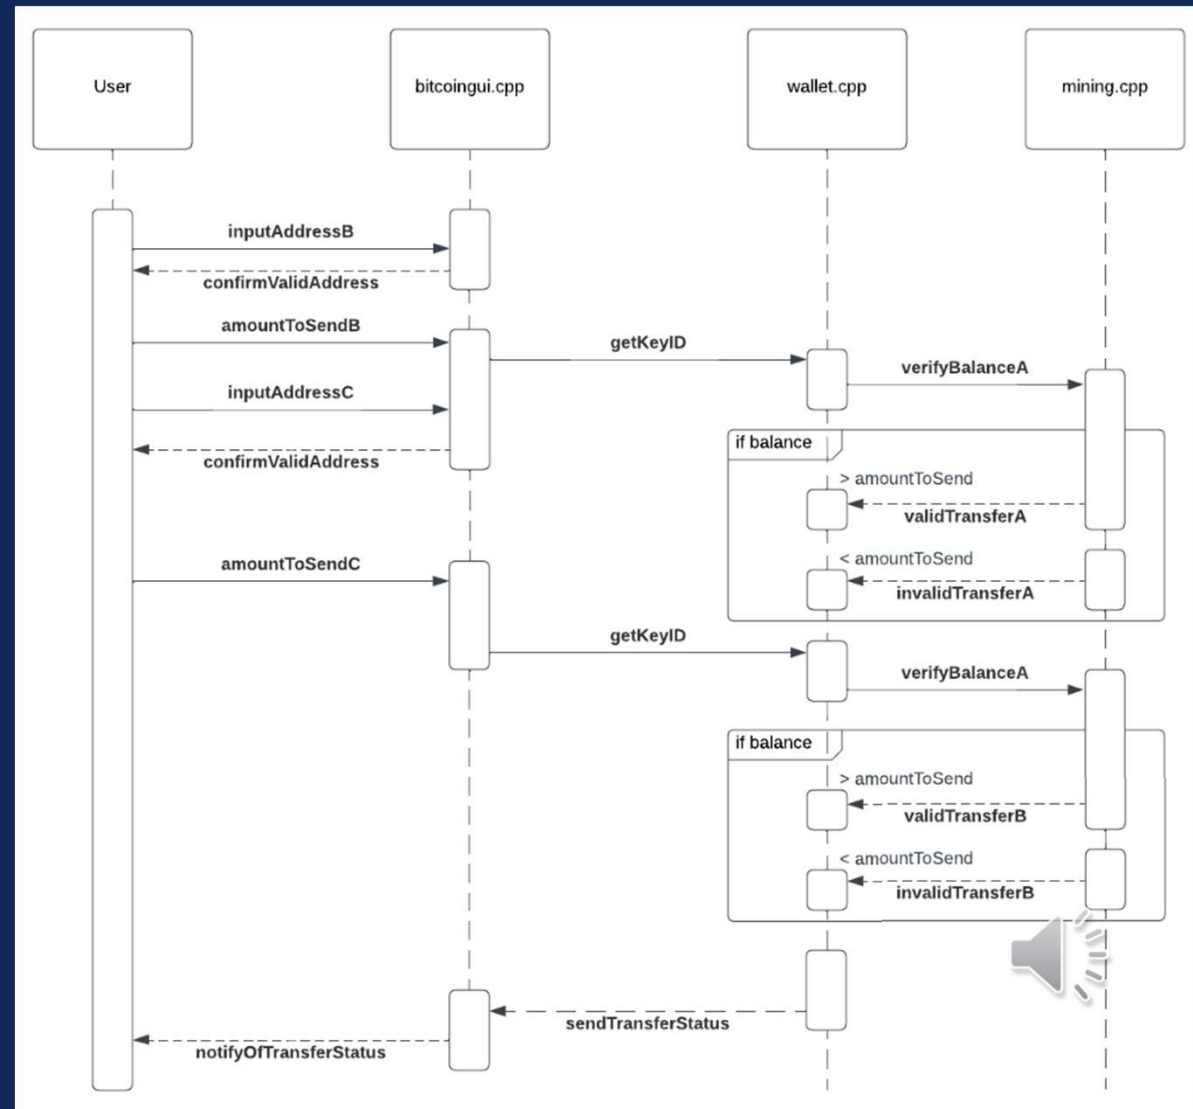 User
bitcoingui.cpp
wallet.cpp
mining.cpp
inputAddressB
confirmValidAddress
amountToSendB
getKeyID
verifyBalanceA
inputAddressC
if balance
confirmValidAddress
> amountToSend
validTransferA
< amountToSend
amountToSendC
invalidTransferA
getKeyID
verifyBalanceA
if balance
> amountToSend
validTransferB
< amountToSend
invalidTransferB
sendTransferStatus
notifyOfTransferStatus